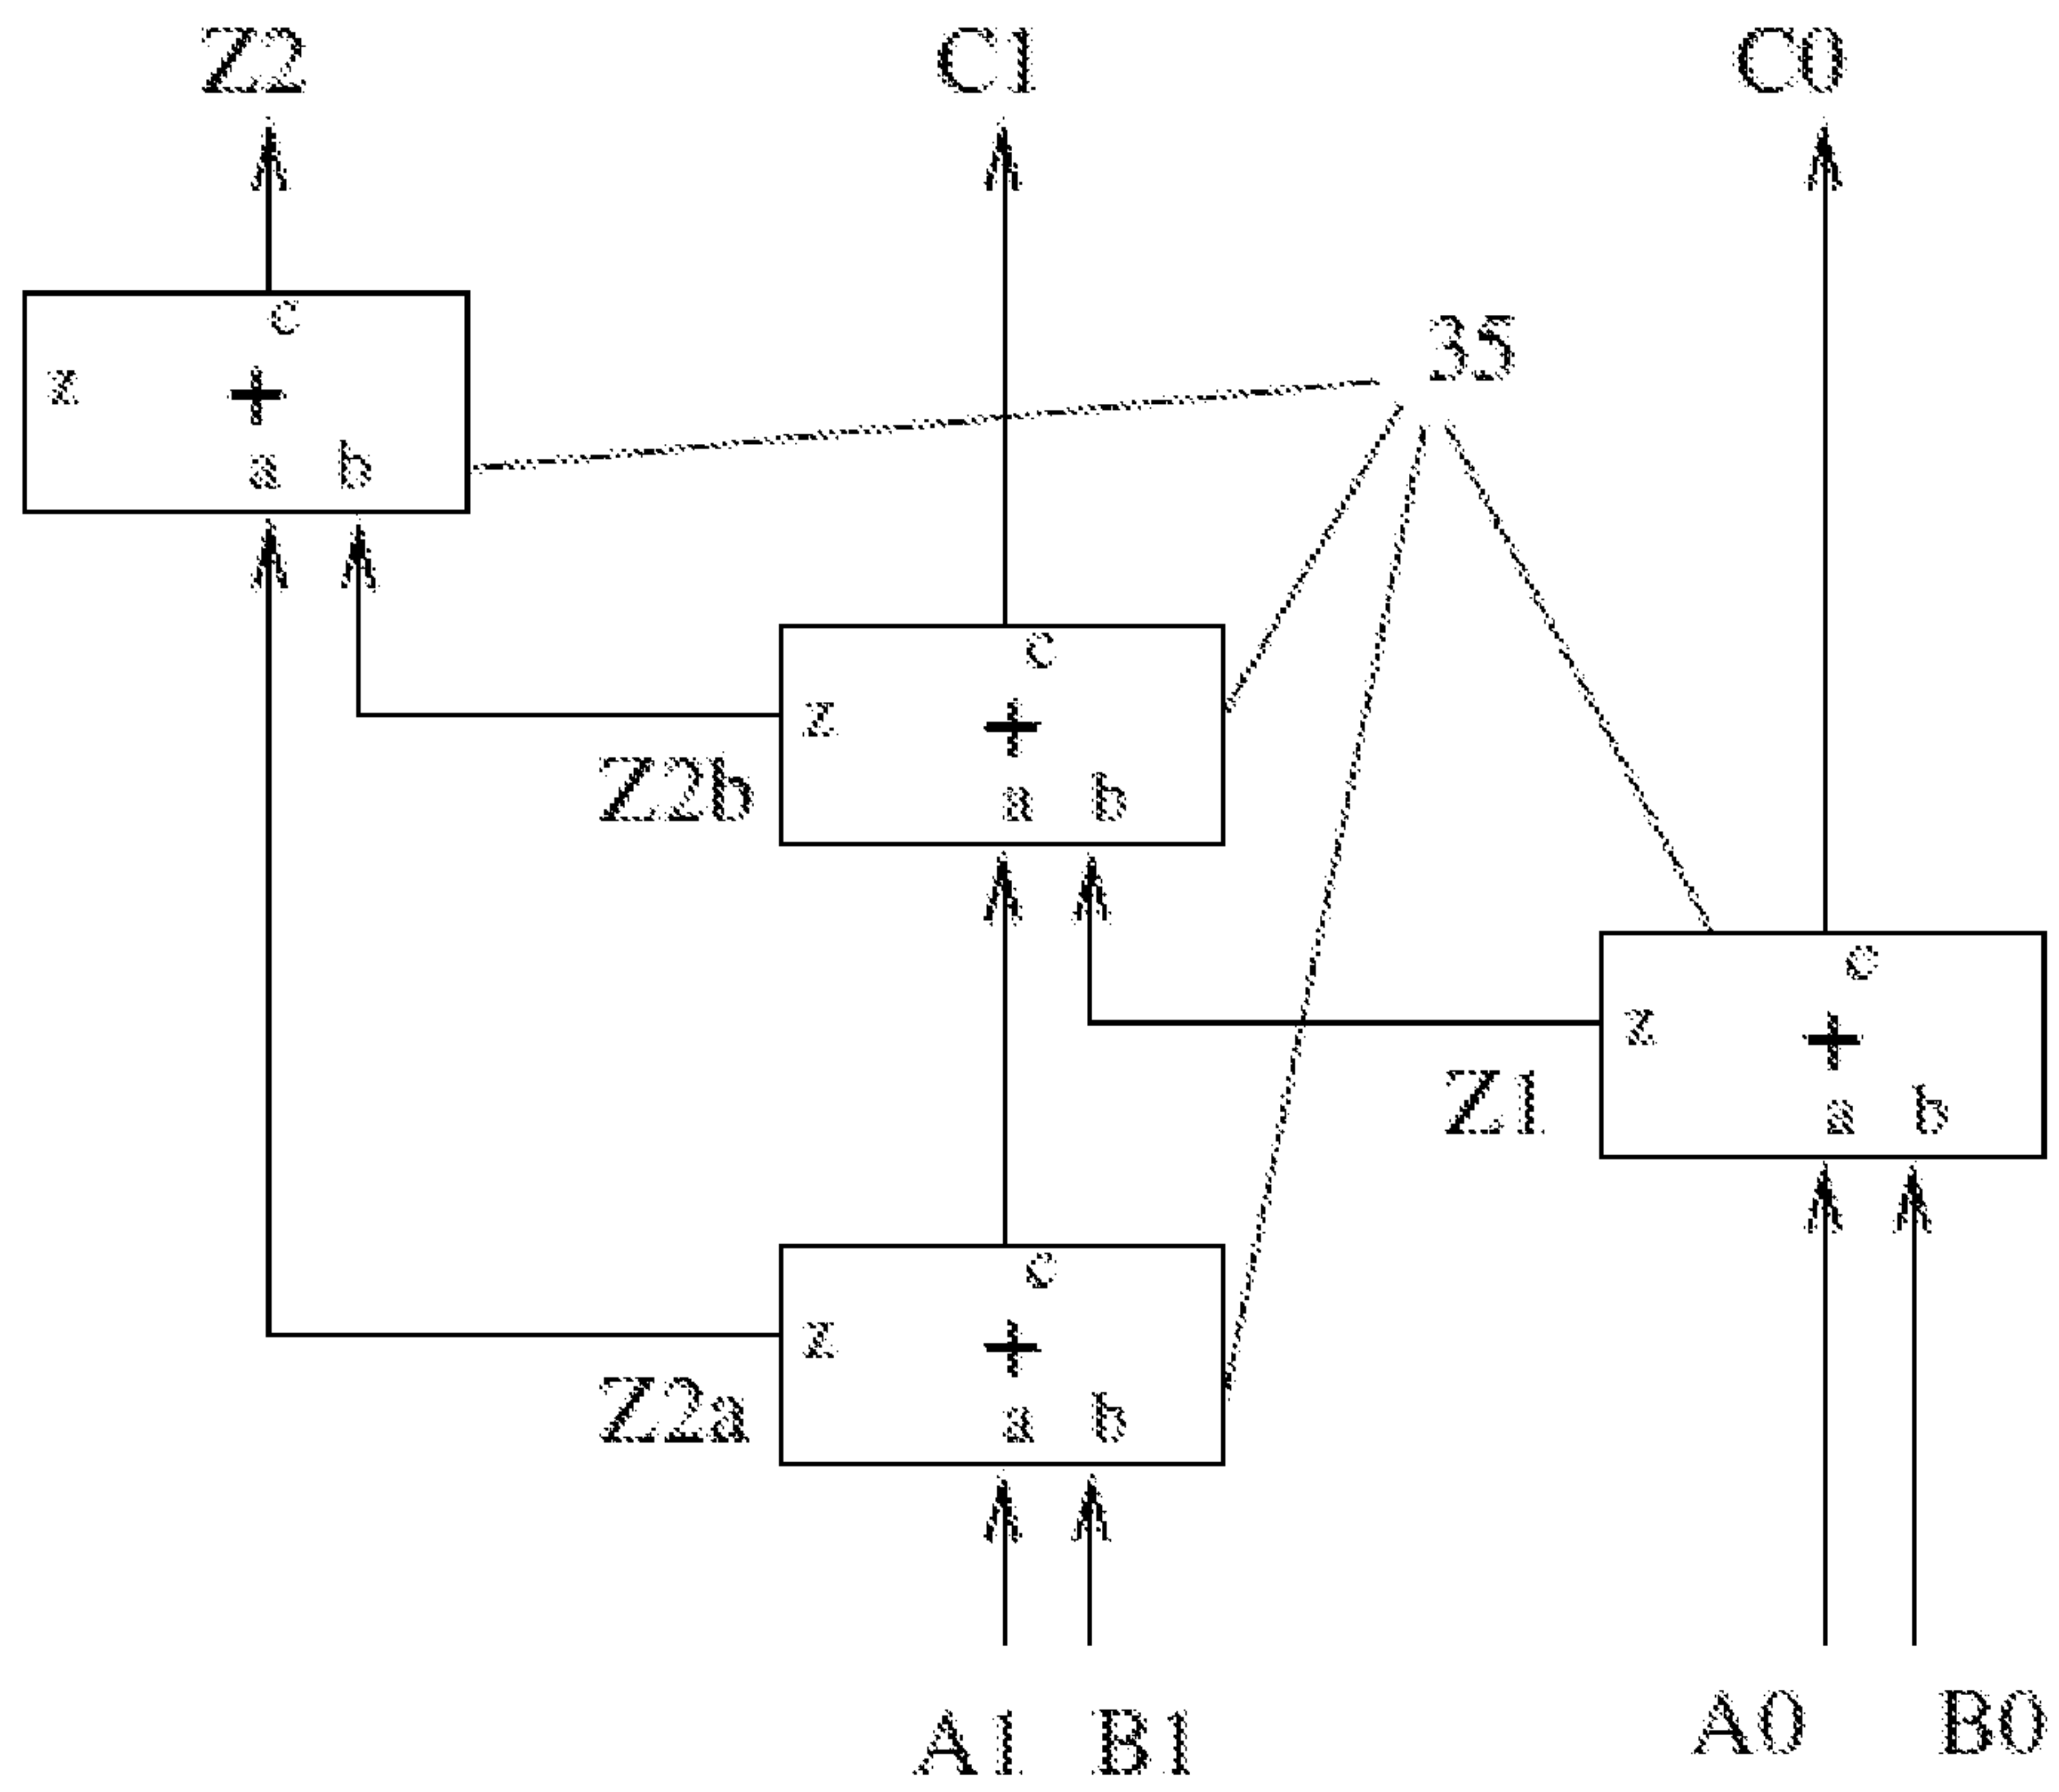 Z2 C1 C0
35
c
z +
a b
c
z +
Z2b a b
c
z +
Z1 a b
c
z +
Z2a a b
A1 B1 A0 B0